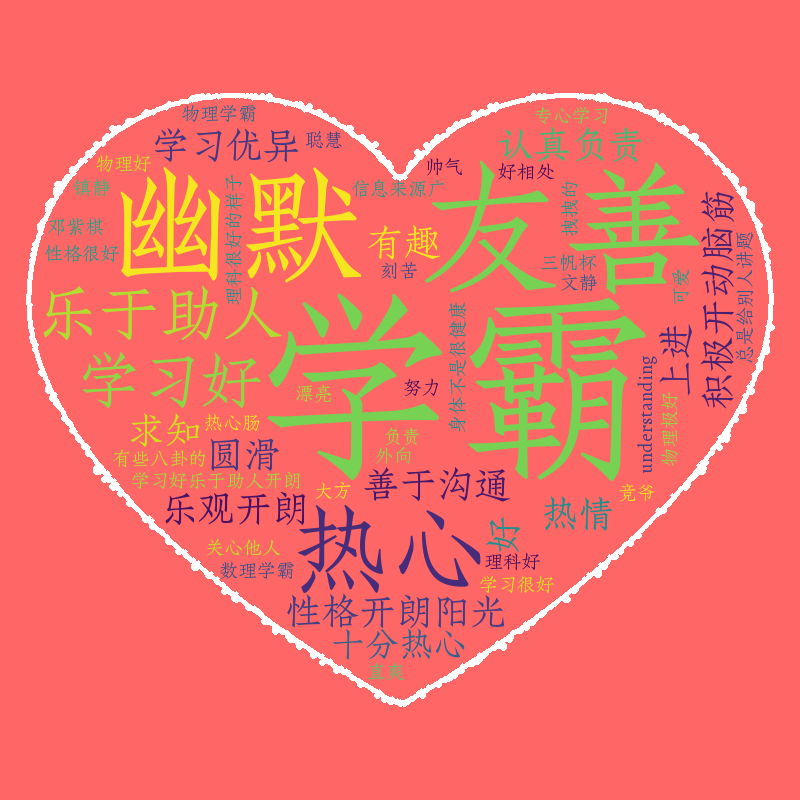 物理学霸
专心学习
学习优异
聪慧
认真负责
物理好
帅气
好相处
幽默
友善
理科很好的样子
信息来源广
拽拽的
积极开动脑筋
邓紫棋
性格很好
有趣
刻苦
三帆杯
文静
可爱
总是给别人讲题
乐于助人
学霸
身体不是很健康
上进
学习好
漂亮
努力
understanding
物理极好
求知
热心肠
负责
外向
有些八卦的
圆滑
学习好乐于助人开朗
善于沟通
大方
竞爷
乐观开朗
热心
好
热情
关心他人
数理学霸
理科好
学习很好
性格开朗阳光
十分热心